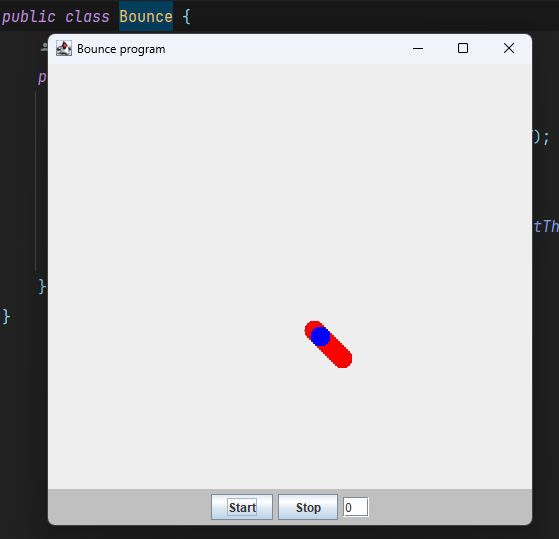 public class Bounce {
Bounce program
p
);
tTh
}
}
Start Stop 0